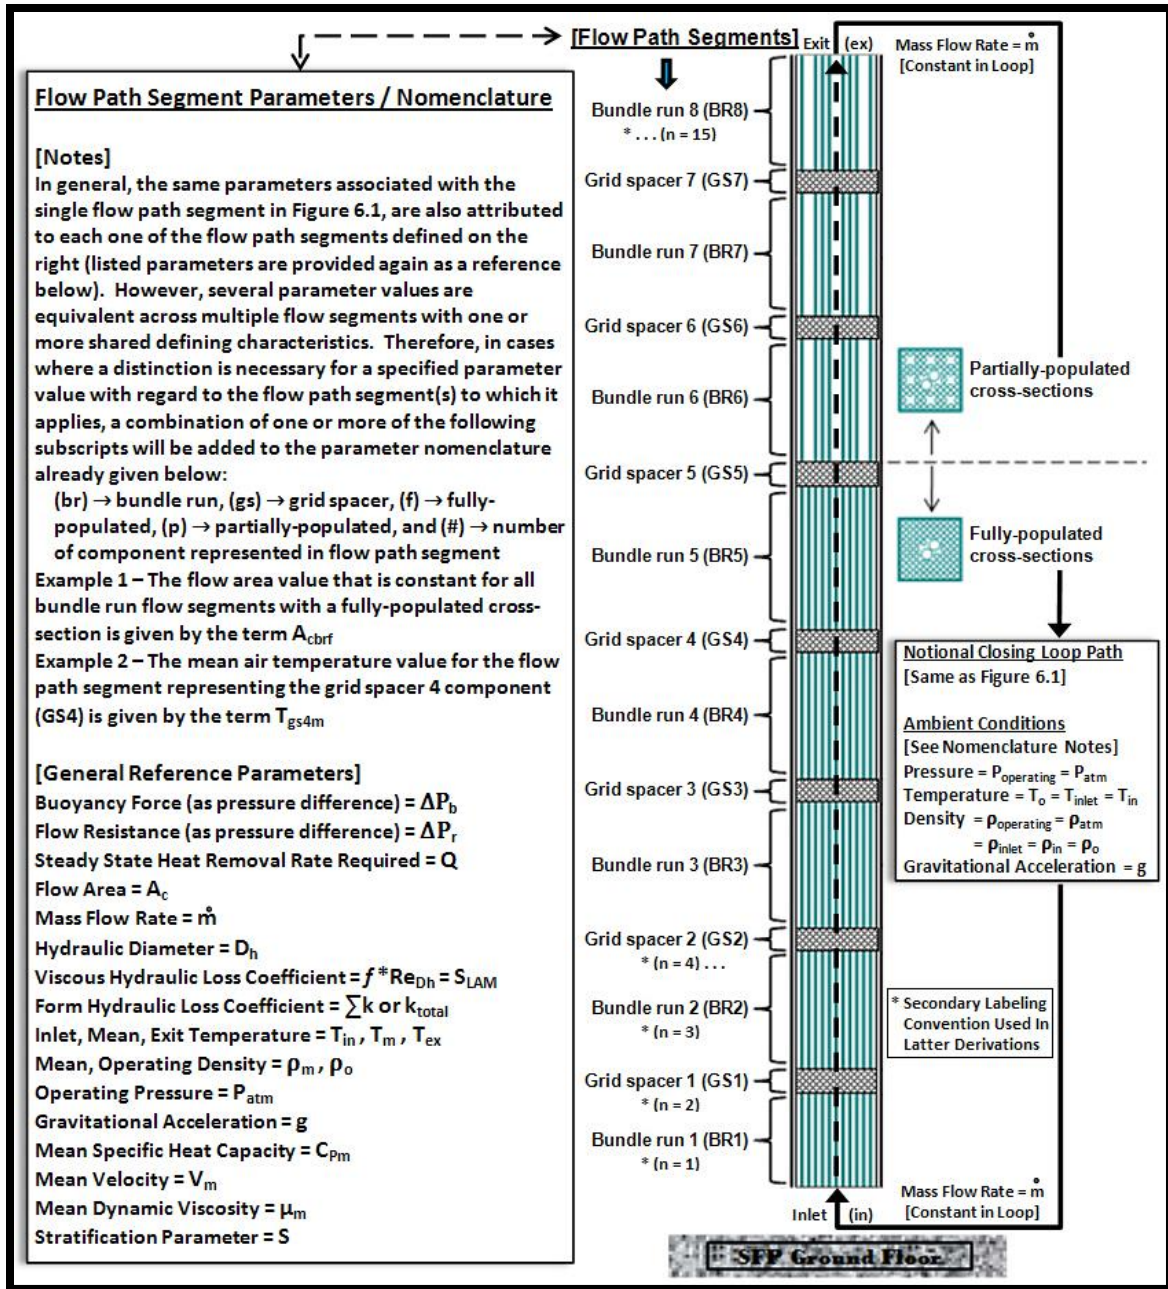 [Flow Path Segments]
Exit (ex)
Mass Flow Rate = m̊
[Constant in Loop]
Flow Path Segment Parameters / Nomenclature
[Notes]
In general, the same parameters associated with the
single flow path segment in Figure 6.1, are also attributed
to each one of the flow path segments defined on the
right (listed parameters are provided again as a reference
below). However, several parameter values are
equivalent across multiple flow segments with one or
more shared defining characteristics. Therefore, in cases
where a distinction is necessary for a specified parameter
value with regard to the flow path segment(s) to which it
applies, a combination of one or more of the following
subscripts will be added to the parameter nomenclature
already given below:
(br) → bundle run, (gs) → grid spacer, (f) → fully-
populated, (p) → partially-populated, and (#) → number
of component represented in flow path segment
Example 1 – The flow area value that is constant for all
bundle run flow segments with a fully-populated cross-
section is given by the term Acbrf
Example 2 – The mean air temperature value for the flow
path segment representing the grid spacer 4 component
(GS4) is given by the term Tgs4m
[General Reference Parameters]
Buoyancy Force (as pressure difference) = ΔPb
Flow Resistance (as pressure difference) = ΔPr
Steady State Heat Removal Rate Required = Q
Flow Area = Ac
Mass Flow Rate = m̊
Hydraulic Diameter = Dh
Viscous Hydraulic Loss Coefficient = f*ReDh = SLAM
Form Hydraulic Loss Coefficient = ∑k or ktotal
Inlet, Mean, Exit Temperature = Tin , Tm , Tex
Mean, Operating Density = ρm , ρo
Operating Pressure = Patm
Gravitational Acceleration = g
Mean Specific Heat Capacity = CPm
Mean Velocity = Vm
Mean Dynamic Viscosity = μm
Stratification Parameter = S
Bundle run 8 (BR8)
* . . . (n = 15)
Grid spacer 7 (GS7)
Bundle run 7 (BR7)
Grid spacer 6 (GS6)
Bundle run 6 (BR6)
Grid spacer 5 (GS5)
Bundle run 5 (BR5)
Grid spacer 4 (GS4)
Bundle run 4 (BR4)
Grid spacer 3 (GS3)
Bundle run 3 (BR3)
Grid spacer 2 (GS2)
* (n = 4) . . .
Bundle run 2 (BR2)
* (n = 3)
Grid spacer 1 (GS1)
* (n = 2)
Bundle run 1 (BR1)
* (n = 1)
Partially-populated
cross-sections
Fully-populated
cross-sections
Notional Closing Loop Path
[Same as Figure 6.1]
Ambient Conditions
[See Nomenclature Notes]
Pressure = Poperating = Patm
Temperature = To = Tinlet = Tin
Density = ρoperating = ρatm
= ρinlet = ρin = ρo
Gravitational Acceleration = g
* Secondary Labeling
Convention Used In
Latter Derivations
Mass Flow Rate = m̊
[Constant in Loop]
Inlet (in)
SFP Ground Floor